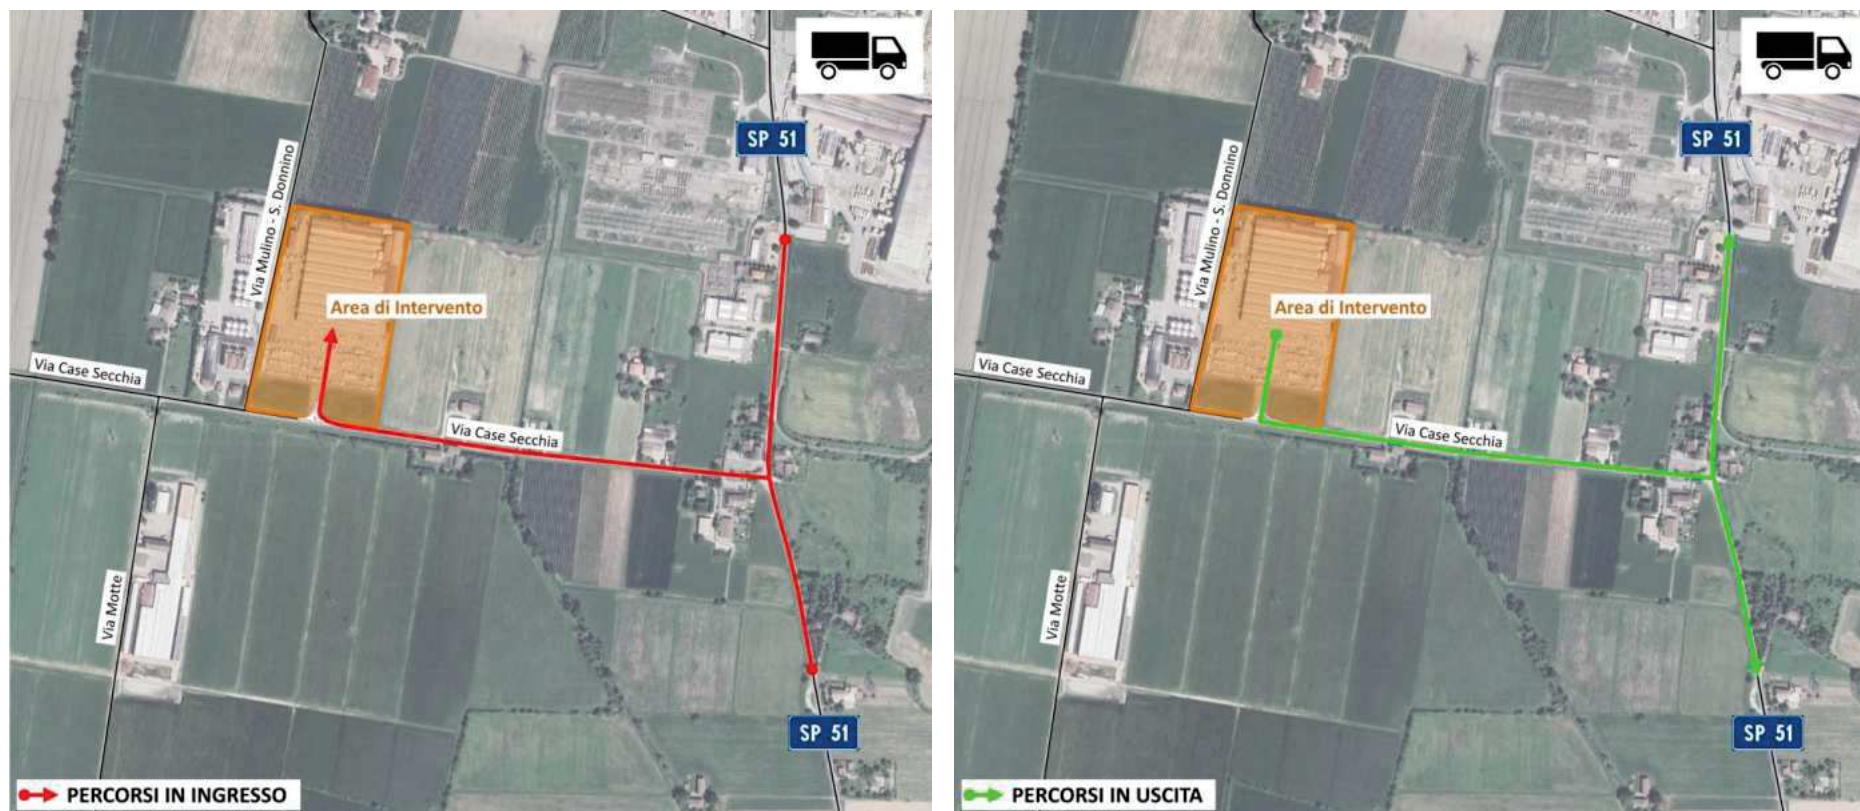 SP 51
Via Mulino - S. Donnino
Area di Intervento
Via Case Secchia
Via Case Secchia
Via Motte
SP 51
PERCORSI IN INGRESSO
SP 51
Via Mulino - S. Donnino
Area di Intervento
Via Case Secchia
Via Case Secchia
Via Motte
SP 51
PERCORSI IN USCITA